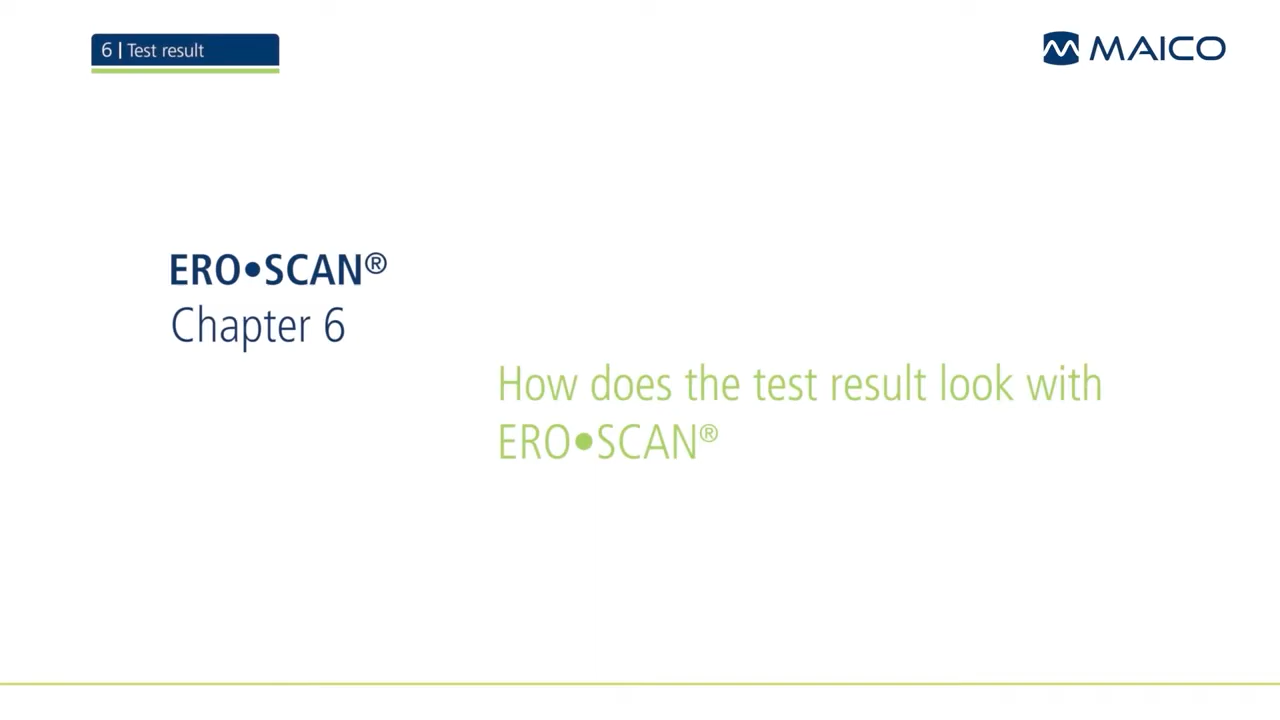 6 | Test result
MAICO
ERO•SCAN®
Chapter 6
How does the test result look with
ERO•SCAN®